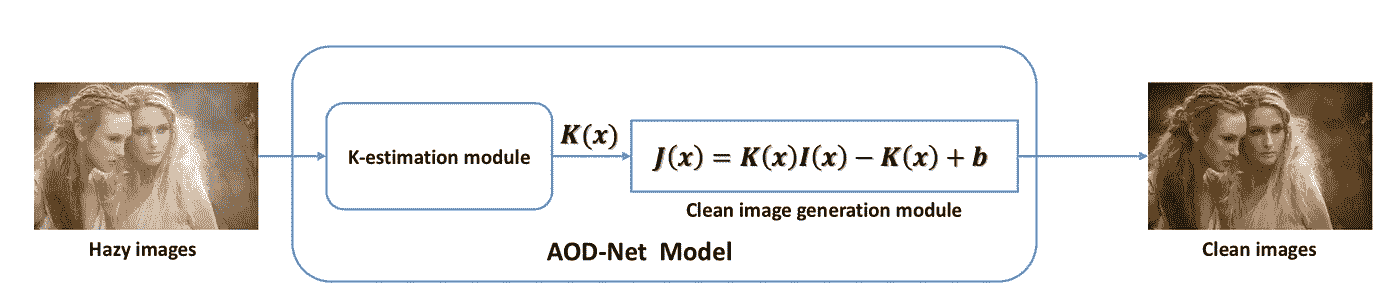 Hazy images
K-estimation module
K(x)
J(x) = K(x)I(x) − K(x) + b
Clean image generation module
AOD-Net Model
Clean images